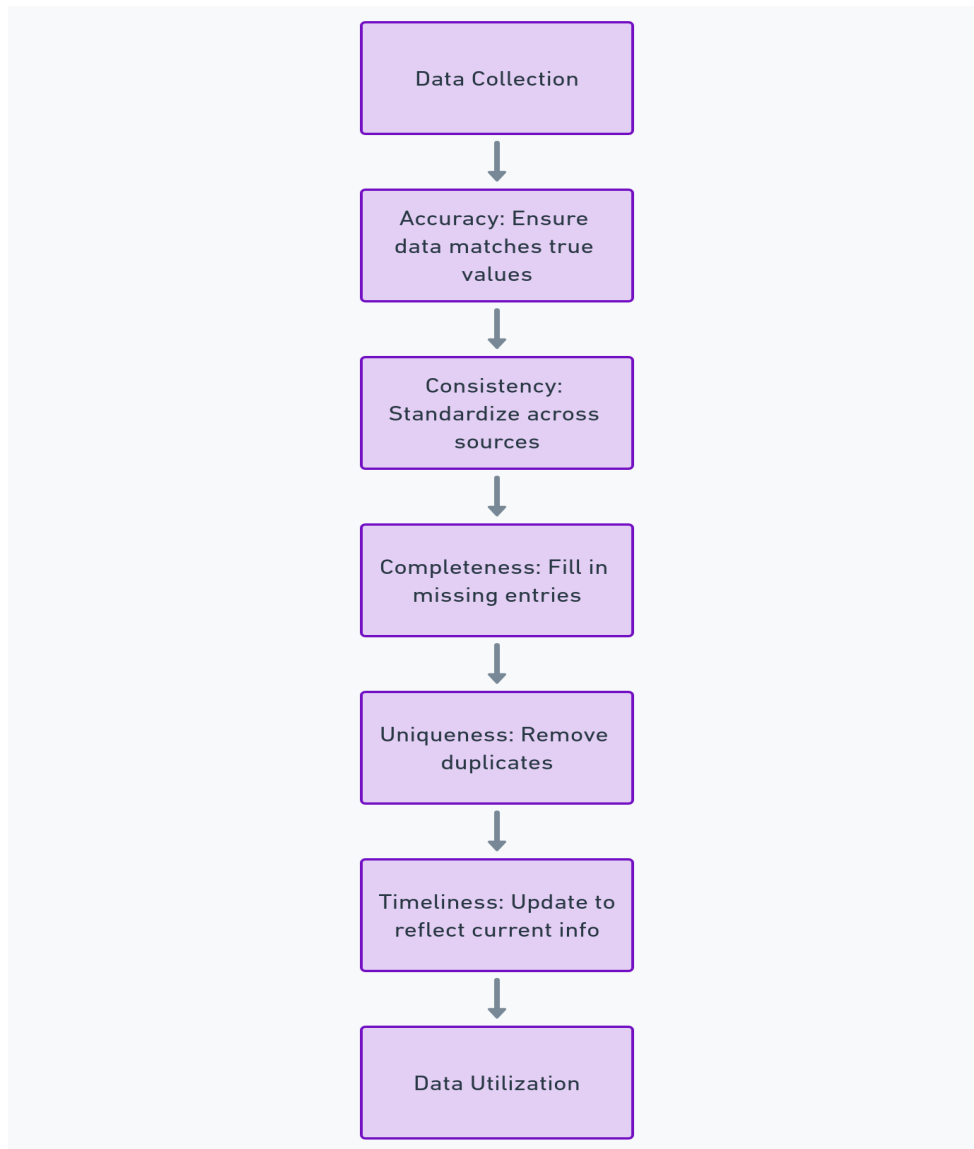 Data Collection
Accuracy: Ensure
data matches true
values
Consistency:
Standardize across
sources
Completeness: Fill in
missing entries
Uniqueness: Remove
duplicates
Timeliness: Update to
reflect current info
Data Utilization